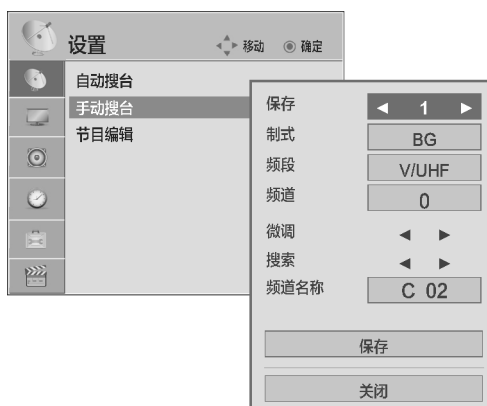 设置 移动 确定
自动搜台
手动搜台
节目编辑
保存 1
制式 BG
频段 V/UHF
频道 0
微调
搜索
频道名称 C 02
保存
关闭